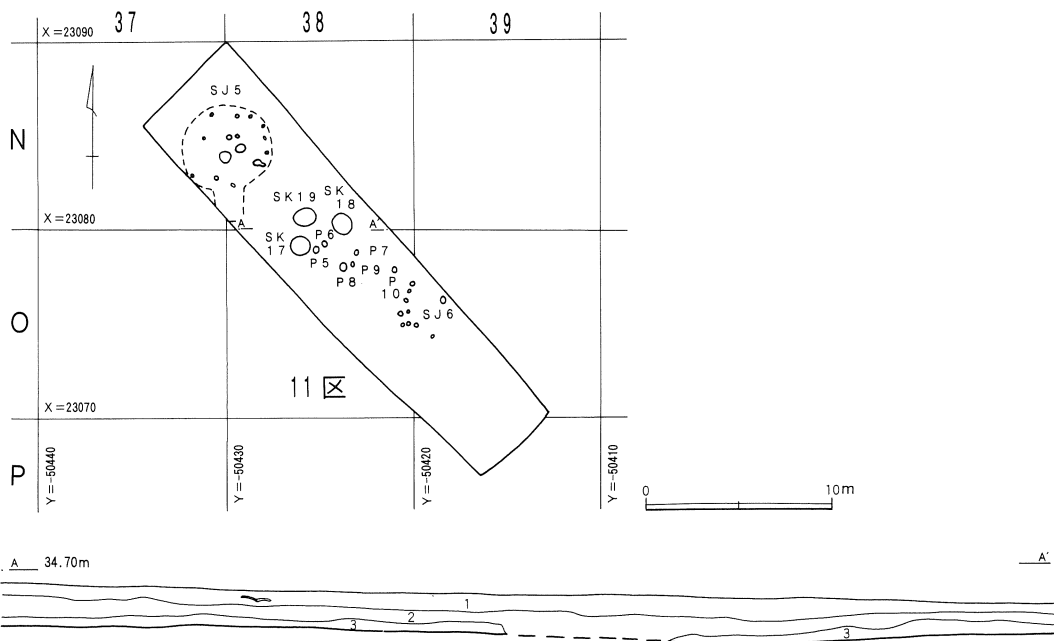 37 38 39
X=23090
SJ5
N
SK19 SK
18
X=23080
A A´
SK
17
P6
P7
P5
P9
P8
P
10
SJ6
O
11区
X=23070
P
Y=-50440
Y=-50430
Y=-50420
Y=-50410
0 10m
A 34.70m A´
1
2
3 3